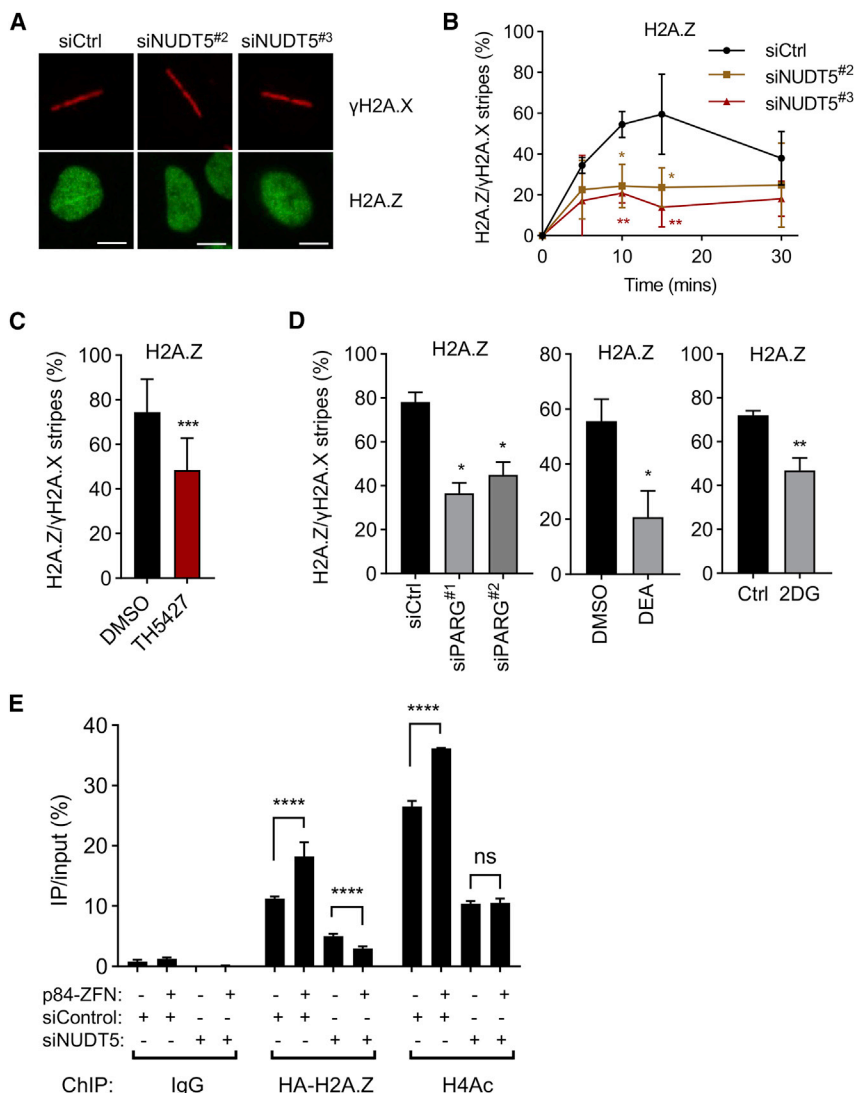 A
siCtrl siNUDT5#2 siNUDT5#3
γH2A.X
H2A.Z
B
H2A.Z
H2A.Z/γH2A.X stripes (%)
100
80
60
40
20
0
* *
** **
0 10 20 30
Time (mins)
siCtrl
siNUDT5#2
siNUDT5#3
C
H2A.Z
H2A.Z/γH2A.X stripes (%)
100
80
60
40
20
0
***
DMSO
TH5427
D
H2A.Z
H2A.Z/γH2A.X stripes (%)
100
80
60
40
20
0
* *
siCtrl
siPARG#1
siPARG#2
H2A.Z
80
60
40
20
0
*
DMSO
DEA
H2A.Z
100
80
60
40
20
0
**
Ctrl 2DG
E
IP/input (%)
40
30
20
10
0
****
****
****
ns
p84-ZFN: - + - + - + - + - + - +
siControl: + + - - + + - - + + - -
siNUDT5: - - + + - - + + - - + +
ChIP: IgG HA-H2A.Z H4Ac